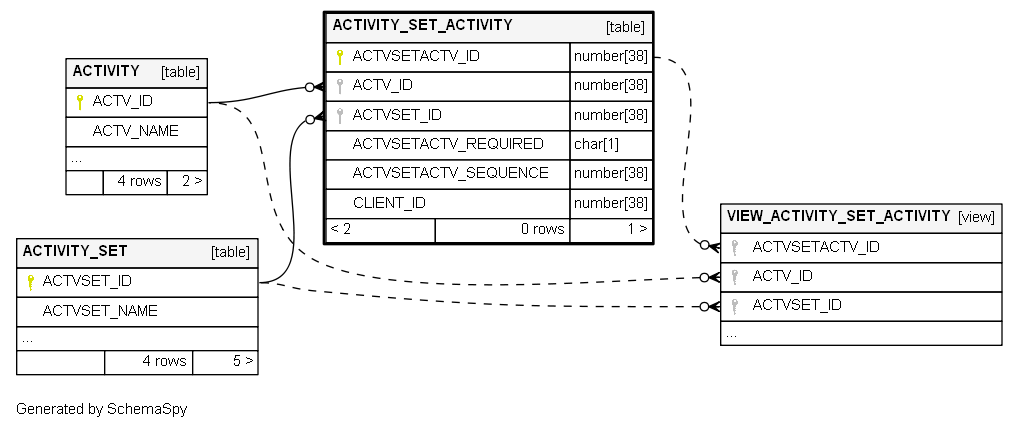 ACTIVITY_SET_ACTIVITY [table]
ACTVSETACTV_ID number[38]
ACTV_ID number[38]
ACTVSET_ID number[38]
ACTVSETACTV_REQUIRED char[1]
ACTVSETACTV_SEQUENCE number[38]
CLIENT_ID number[38]
< 2 0 rows 1 >
ACTIVITY [table]
ACTV_ID
ACTV_NAME
...
4 rows 2 >
ACTIVITY_SET [table]
ACTVSET_ID
ACTVSET_NAME
...
4 rows 5 >
VIEW_ACTIVITY_SET_ACTIVITY [view]
ACTVSETACTV_ID
ACTV_ID
ACTVSET_ID
...
Generated by SchemaSpy